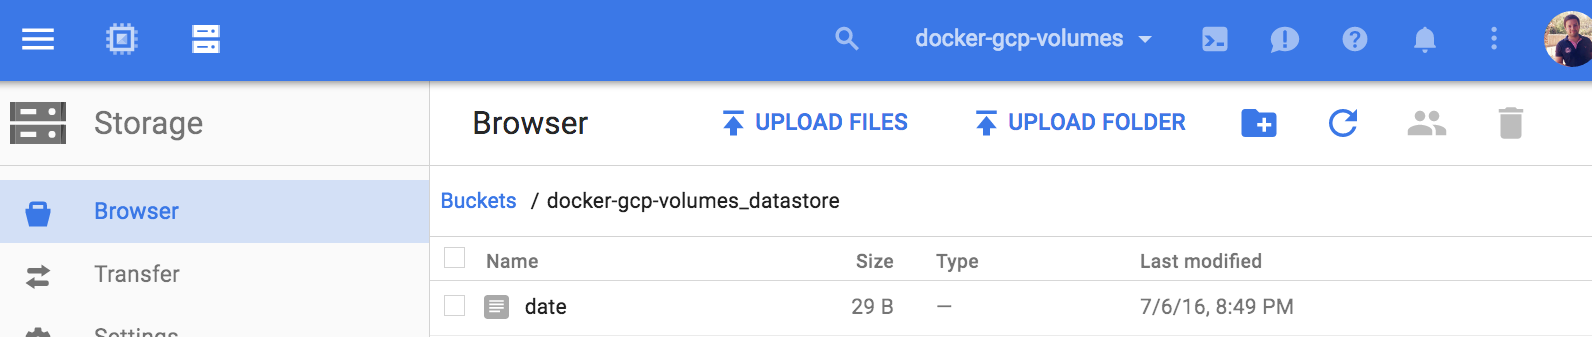 docker-gcp-volumes
Storage
Browser
UPLOAD FILES
UPLOAD FOLDER
Browser
Transfer
Settings
Buckets / docker-gcp-volumes_datastore
Name Size Type Last modified
date 29 B — 7/6/16, 8:49 PM